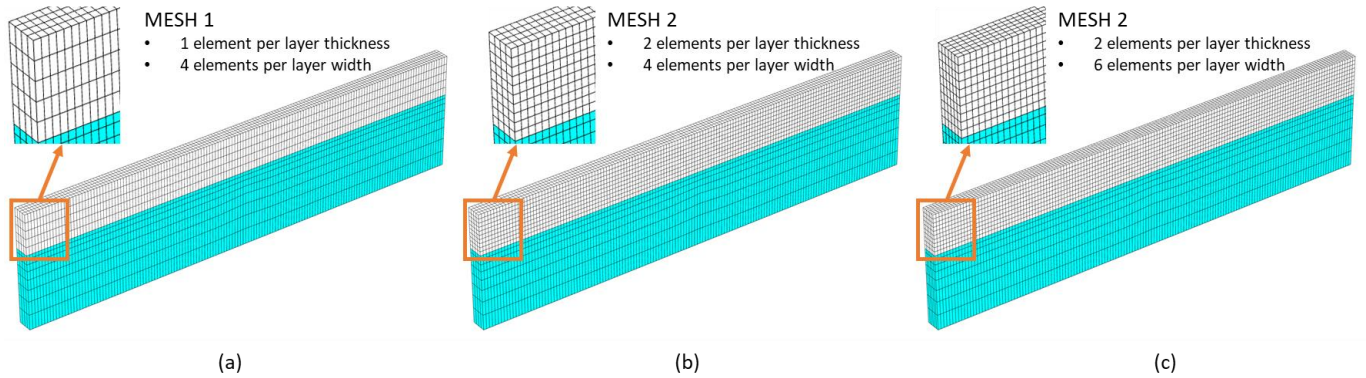 MESH 1
• 1 element per layer thickness
• 4 elements per layer width
MESH 2
• 2 elements per layer thickness
• 4 elements per layer width
MESH 2
• 2 elements per layer thickness
• 6 elements per layer width
(a)
(b)
(c)